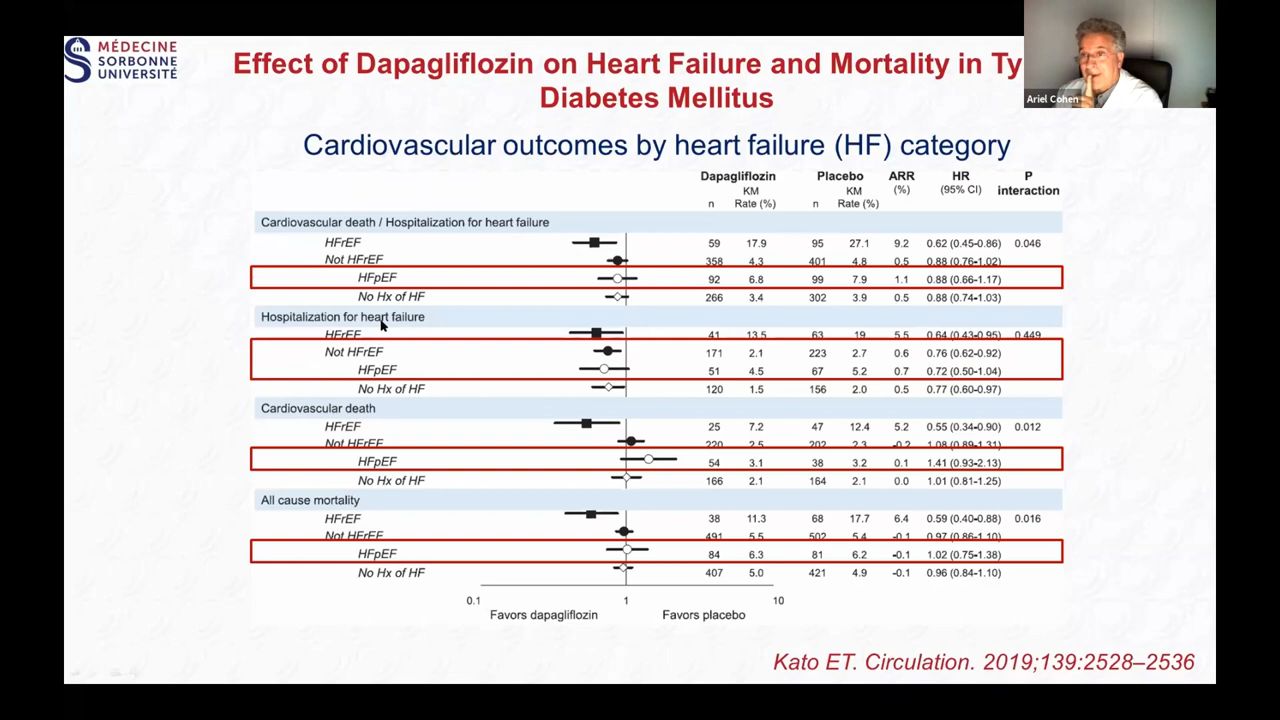 MÉDECINE
SORBONNE
UNIVERSITÉ
Effect of Dapagliflozin on Heart Failure and Mortality in Ty
Diabetes Mellitus
Ariel Cohen
Cardiovascular outcomes by heart failure (HF) category
Dapagliflozin Placebo ARR HR P
KM KM (%) (95% CI) interaction
n Rate (%) n Rate (%)
Cardiovascular death / Hospitalization for heart failure
HFrEF 59 17.9 95 27.1 9.2 0.62 (0.45-0.86) 0.046
Not HFrEF 358 4.3 401 4.8 0.5 0.88 (0.76-1.02)
HFpEF 92 6.8 99 7.9 1.1 0.88 (0.66-1.17)
No Hx of HF 266 3.4 302 3.9 0.5 0.88 (0.74-1.03)
Hospitalization for heart failure
HFrEF 41 13.5 63 19 5.5 0.64 (0.43-0.95) 0.449
Not HFrEF 171 2.1 223 2.7 0.6 0.76 (0.62-0.92)
HFpEF 51 4.5 67 5.2 0.7 0.72 (0.50-1.04)
No Hx of HF 120 1.5 156 2.0 0.5 0.77 (0.60-0.97)
Cardiovascular death
HFrEF 25 7.2 47 12.4 5.2 0.55 (0.34-0.90) 0.012
Not HFrEF 220 2.5 202 2.3 -0.2 1.08 (0.89-1.31)
HFpEF 54 3.1 38 3.2 0.1 1.41 (0.93-2.13)
No Hx of HF 166 2.1 164 2.1 0.0 1.01 (0.81-1.25)
All cause mortality
HFrEF 38 11.3 68 17.7 6.4 0.59 (0.40-0.88) 0.016
Not HFrEF 491 5.5 502 5.4 -0.1 0.97 (0.86-1.10)
HFpEF 84 6.3 81 6.2 -0.1 1.02 (0.75-1.38)
No Hx of HF 407 5.0 421 4.9 -0.1 0.96 (0.84-1.10)
0.1 1 10
Favors dapagliflozin Favors placebo
Kato ET. Circulation. 2019;139:2528–2536